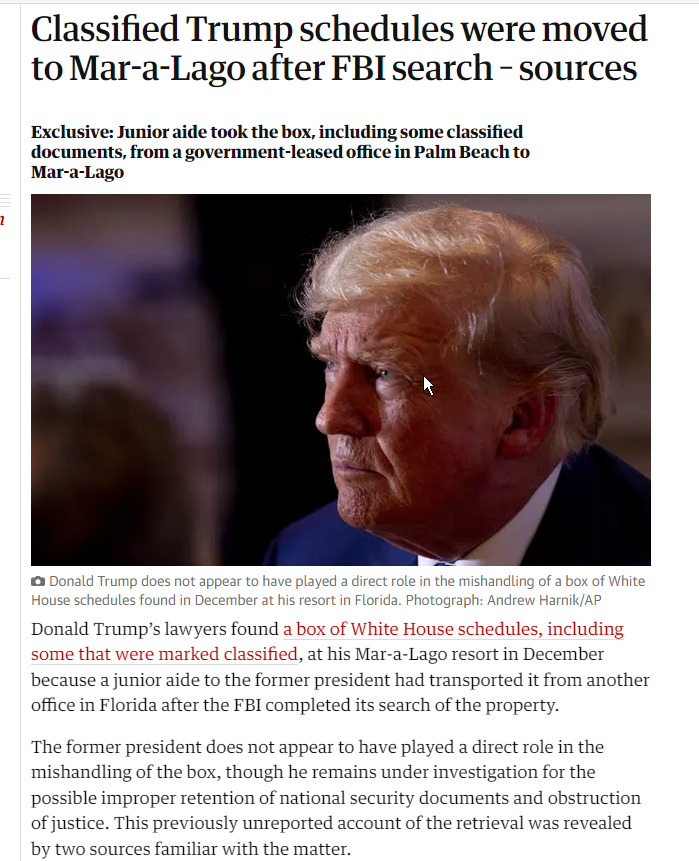 Classified Trump schedules were moved
to Mar-a-Lago after FBI search – sources
Exclusive: Junior aide took the box, including some classified
documents, from a government-leased office in Palm Beach to
Mar-a-Lago
Donald Trump does not appear to have played a direct role in the mishandling of a box of White
House schedules found in December at his resort in Florida. Photograph: Andrew Harnik/AP
Donald Trump’s lawyers found a box of White House schedules, including
some that were marked classified, at his Mar-a-Lago resort in December
because a junior aide to the former president had transported it from another
office in Florida after the FBI completed its search of the property.
The former president does not appear to have played a direct role in the
mishandling of the box, though he remains under investigation for the
possible improper retention of national security documents and obstruction
of justice. This previously unreported account of the retrieval was revealed
by two sources familiar with the matter.